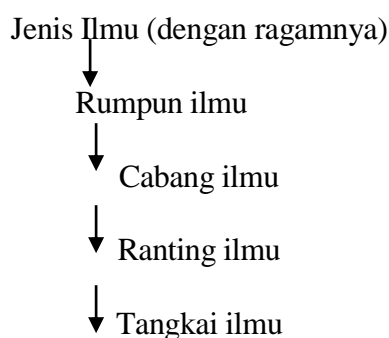 Jenis Ilmu (dengan ragamnya)
Rumpun ilmu
Cabang ilmu
Ranting ilmu
Tangkai ilmu